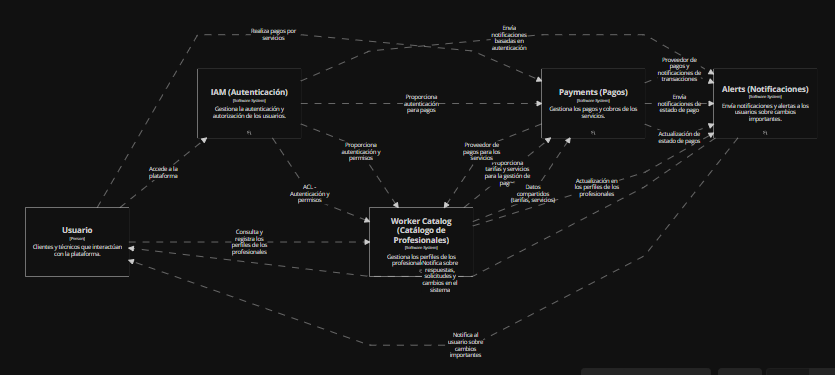 Realiza pagos por
servicios
Envía
notificaciones
basadas en
autenticación
Proveedor de
pagos y
notificaciones de
transacciones
IAM (Autenticación)
[Software System]
Gestiona la autenticación y
autorización de los usuarios.
Proporciona
autenticación
para pagos
Payments (Pagos)
[Software System]
Gestiona los pagos y cobros de los
servicios.
Envía
notificaciones de
estado de pago
Alerts (Notificaciones)
[Software System]
Envía notificaciones y alertas a los
usuarios sobre cambios
importantes.
Actualización de
estado de pagos
Proporciona
autenticación y
permisos
Proveedor de
pagos para los
servicios
Proporciona
tarifas y servicios
para la gestión de
pagos
Accede a la
plataforma
ACL -
Autenticación y
permisos
Datos
compartidos
(tarifas, servicios)
Actualización en
los perfiles de los
profesionales
Usuario
[Person]
Clientes y técnicos que interactúan
con la plataforma.
Consulta y
registra los
perfiles de los
profesionales
Worker Catalog
(Catálogo de
Profesionales)
[Software System]
Gestiona los perfiles de los
Notifica sobre
respuestas,
solicitudes y
cambios en el
sistema
Notifica al
usuario sobre
cambios
importantes